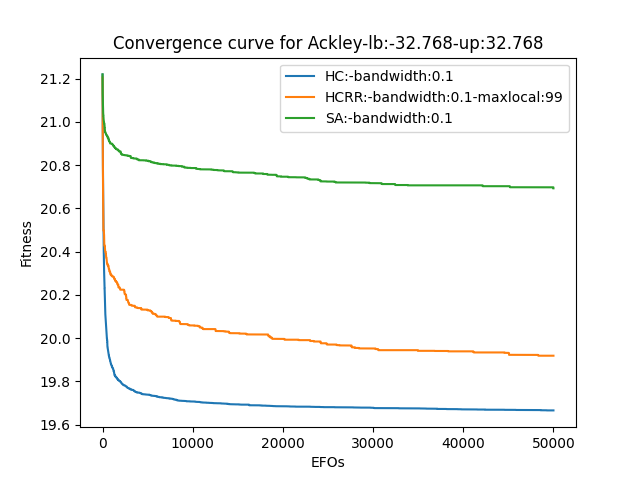 Convergence curve for Ackley-lb:-32.768-up:32.768
HC:-bandwidth:0.1
HCRR:-bandwidth:0.1-maxlocal:99
SA:-bandwidth:0.1
Fitness
21.2
21.0
20.8
20.6
20.4
20.2
20.0
19.8
19.6
0 10000 20000 30000 40000 50000
EFOs